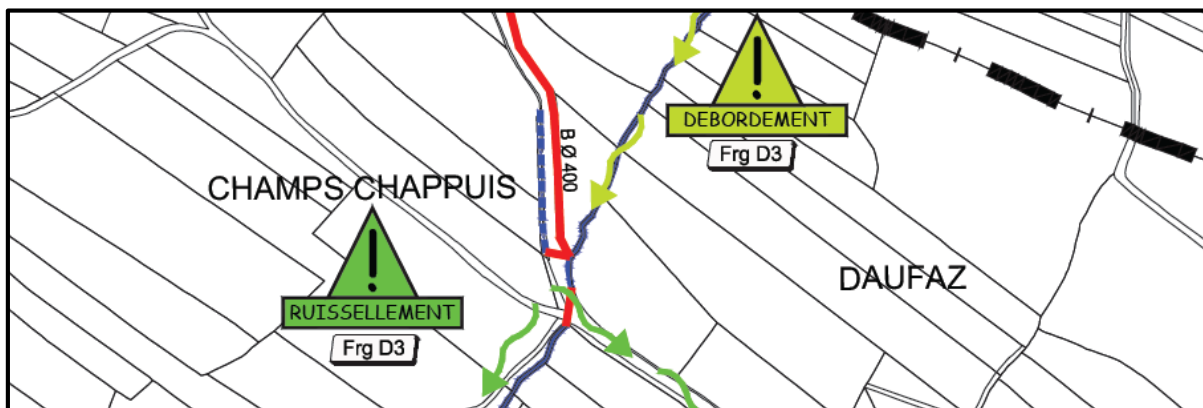 !
DEBORDEMENT
Frg D3
B Ø 400
CHAMPS CHAPPUIS
!
RUISSELLEMENT
Frg D3
DAUFAZ